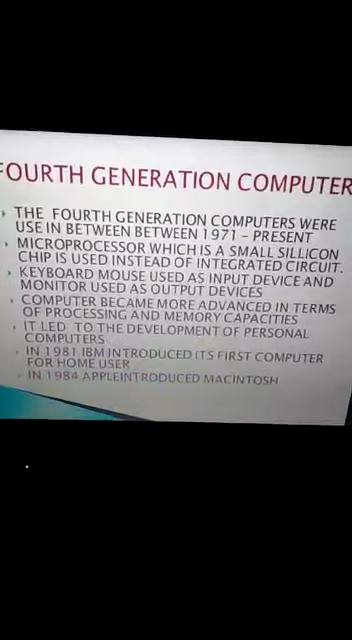 FOURTH GENERATION COMPUTER
THE FOURTH GENERATION COMPUTERS WERE
USE IN BETWEEN BETWEEN 1971 – PRESENT
MICROPROCESSOR WHICH IS A SMALL SILLICON
CHIP IS USED INSTEAD OF INTEGRATED CIRCUIT.
KEYBOARD MOUSE USED AS INPUT DEVICE AND
MONITOR USED AS OUTPUT DEVICES
COMPUTER BECAME MORE ADVANCED IN TERMS
OF PROCESSING AND MEMORY CAPACITIES
IT LED TO THE DEVELOPMENT OF PERSONAL
COMPUTERS
IN 1981 IBM INTRODUCED ITS FIRST COMPUTER
FOR HOME USER
IN 1984 APPLEINTRODUCED MACINTOSH